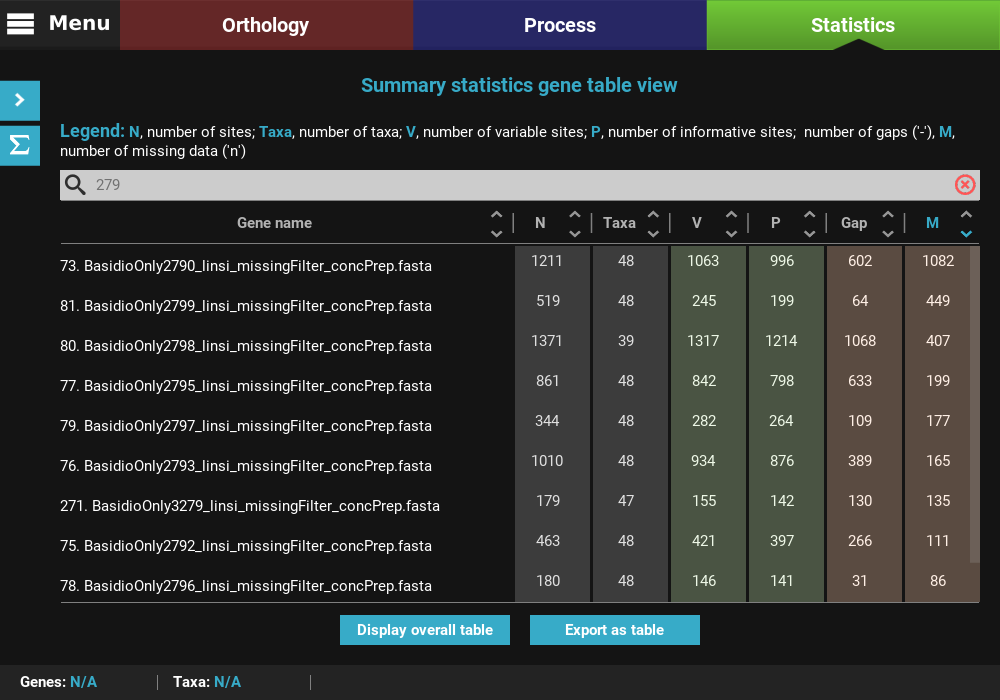 Menu Orthology Process Statistics
Summary statistics gene table view
Legend: N, number of sites; Taxa, number of taxa; V, number of variable sites; P, number of informative sites;  number of gaps ('-'), M,
number of missing data ('n')
279
Gene name N Taxa V P Gap M
73. BasidioOnly2790_linsi_missingFilter_concPrep.fasta 1211 48 1063 996 602 1082
81. BasidioOnly2799_linsi_missingFilter_concPrep.fasta 519 48 245 199 64 449
80. BasidioOnly2798_linsi_missingFilter_concPrep.fasta 1371 39 1317 1214 1068 407
77. BasidioOnly2795_linsi_missingFilter_concPrep.fasta 861 48 842 798 633 199
79. BasidioOnly2797_linsi_missingFilter_concPrep.fasta 344 48 282 264 109 177
76. BasidioOnly2793_linsi_missingFilter_concPrep.fasta 1010 48 934 876 389 165
271. BasidioOnly3279_linsi_missingFilter_concPrep.fasta 179 47 155 142 130 135
75. BasidioOnly2792_linsi_missingFilter_concPrep.fasta 463 48 421 397 266 111
78. BasidioOnly2796_linsi_missingFilter_concPrep.fasta 180 48 146 141 31 86
Display overall table Export as table
Genes: N/A Taxa: N/A